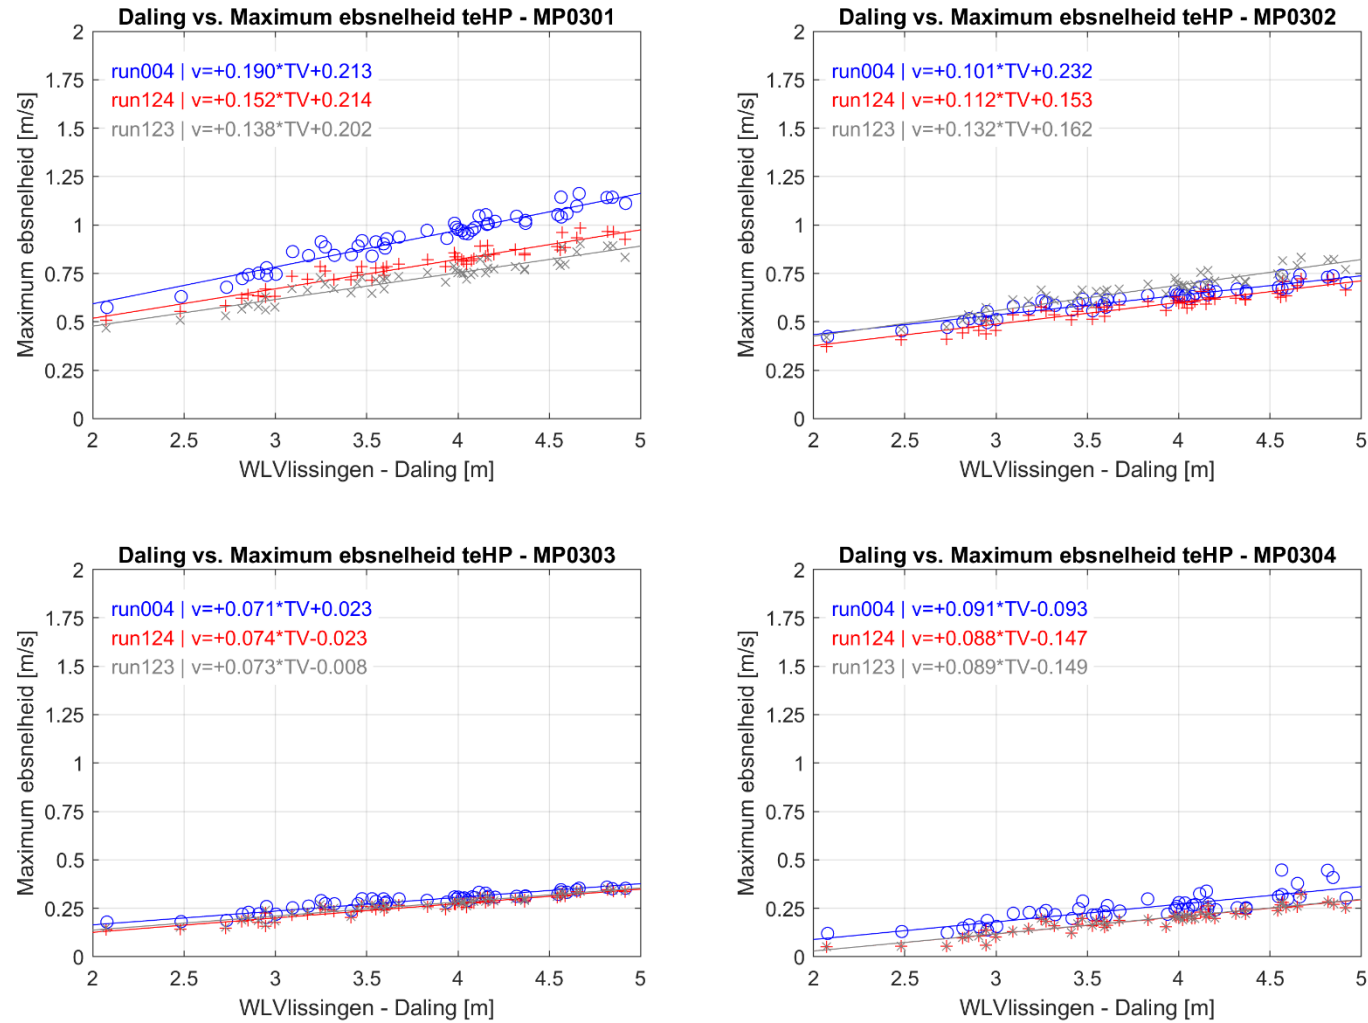 Daling vs. Maximum ebsnelheid teHP - MP0301
run004 | v=+0.190*TV+0.213
run124 | v=+0.152*TV+0.214
run123 | v=+0.138*TV+0.202
Maximum ebsnelheid [m/s]
2
1.75
1.5
1.25
1
0.75
0.5
0.25
0
2 2.5 3 3.5 4 4.5 5
WLVlissingen - Daling [m]
Daling vs. Maximum ebsnelheid teHP - MP0302
run004 | v=+0.101*TV+0.232
run124 | v=+0.112*TV+0.153
run123 | v=+0.132*TV+0.162
Maximum ebsnelheid [m/s]
2
1.75
1.5
1.25
1
0.75
0.5
0.25
0
2 2.5 3 3.5 4 4.5 5
WLVlissingen - Daling [m]
Daling vs. Maximum ebsnelheid teHP - MP0303
run004 | v=+0.071*TV+0.023
run124 | v=+0.074*TV-0.023
run123 | v=+0.073*TV-0.008
Maximum ebsnelheid [m/s]
2
1.75
1.5
1.25
1
0.75
0.5
0.25
0
2 2.5 3 3.5 4 4.5 5
WLVlissingen - Daling [m]
Daling vs. Maximum ebsnelheid teHP - MP0304
run004 | v=+0.091*TV-0.093
run124 | v=+0.088*TV-0.147
run123 | v=+0.089*TV-0.149
Maximum ebsnelheid [m/s]
2
1.75
1.5
1.25
1
0.75
0.5
0.25
0
2 2.5 3 3.5 4 4.5 5
WLVlissingen - Daling [m]